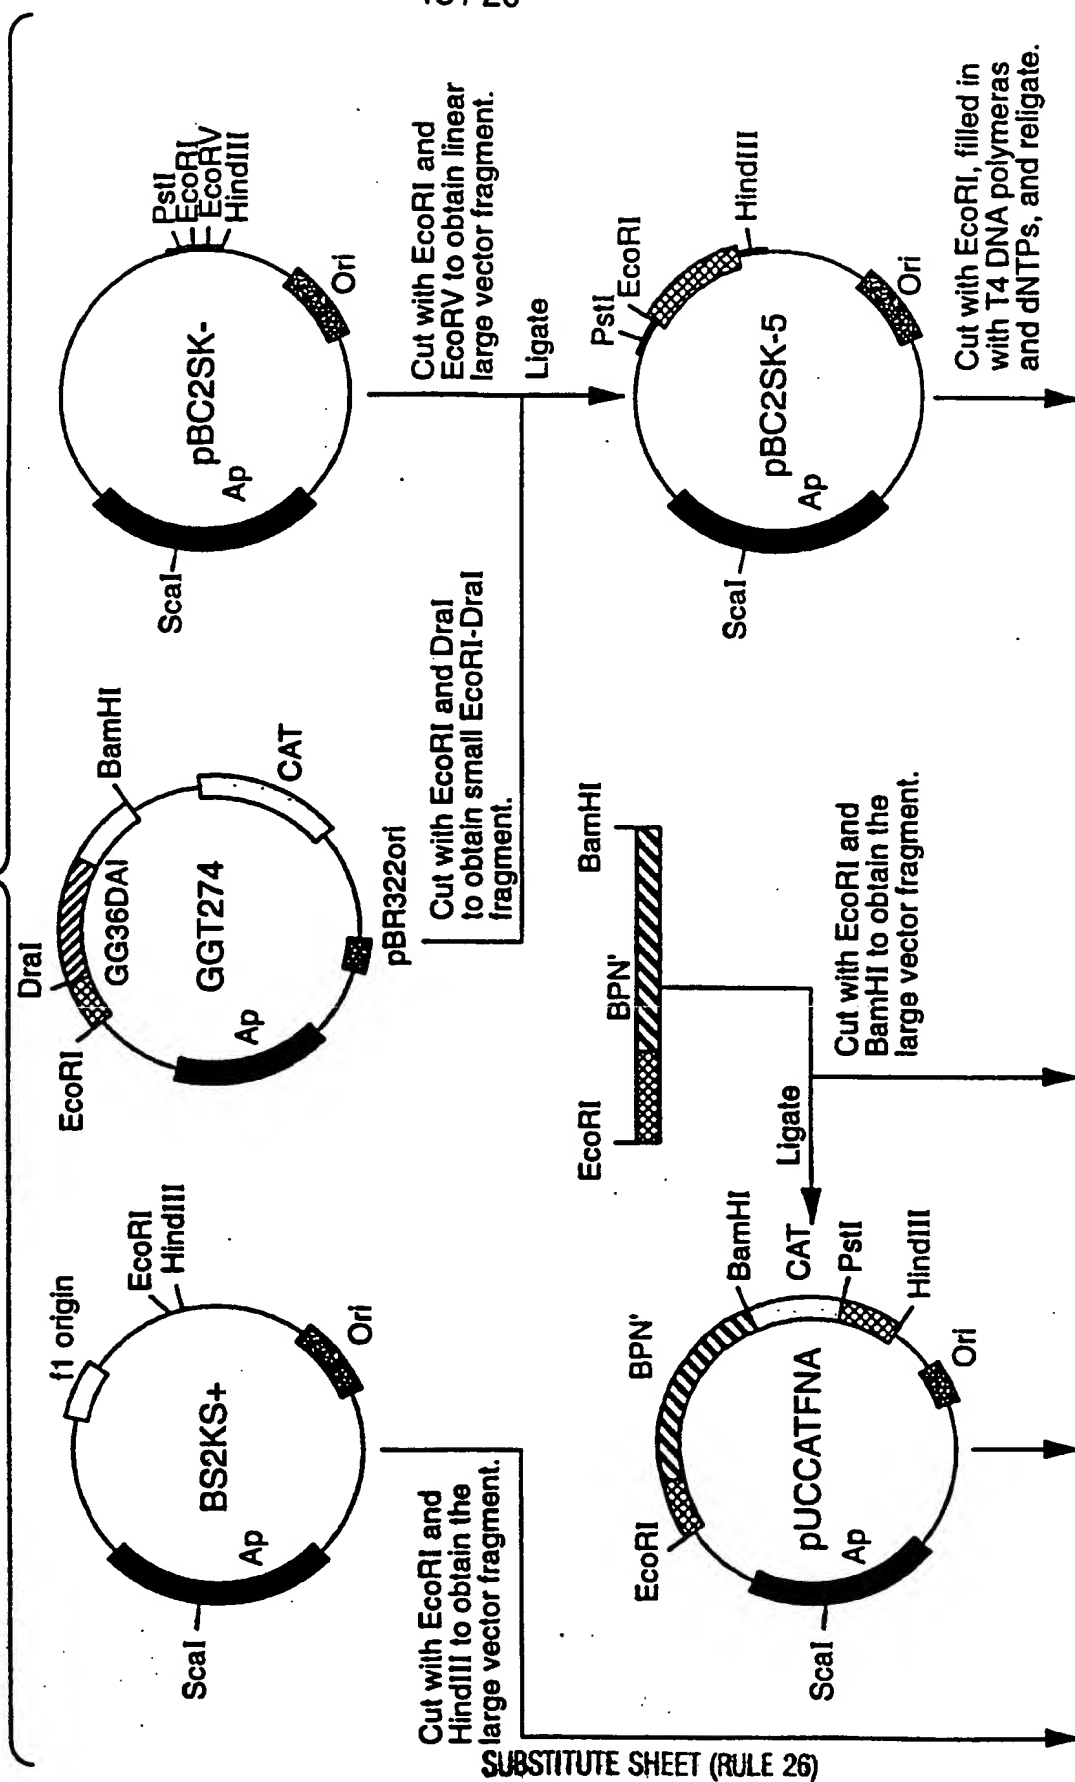 f1 origin
EcoRI
HindIII
Ori
BS2KS+
Ap
ScaI
Cut with EcoRI and
HindIII to obtain the
large vector fragment.
DraI
EcoRI
BamHI
GG36DAI
GGT274
CAT
Ap
pBR322ori
Cut with EcoRI and DraI
to obtain small EcoRI-DraI
fragment.
PstI
EcoRI
EcoRV
HindIII
Ori
pBC2SK-
Ap
ScaI
Cut with EcoRI and
EcoRV to obtain linear
large vector fragment.
Ligate
EcoRI
BPN'
BamHI
Ligate
Cut with EcoRI and
BamHI to obtain the
large vector fragment.
BPN'
EcoRI
BamHI
CAT
PstI
HindIII
Ori
pUCCATFNA
Ap
ScaI
PstI
EcoRI
HindIII
Ori
pBC2SK-5
Ap
ScaI
Cut with EcoRI, filled in
with T4 DNA polymeras
and dNTPs, and religate.
SUBSTITUTE SHEET (RULE 26)